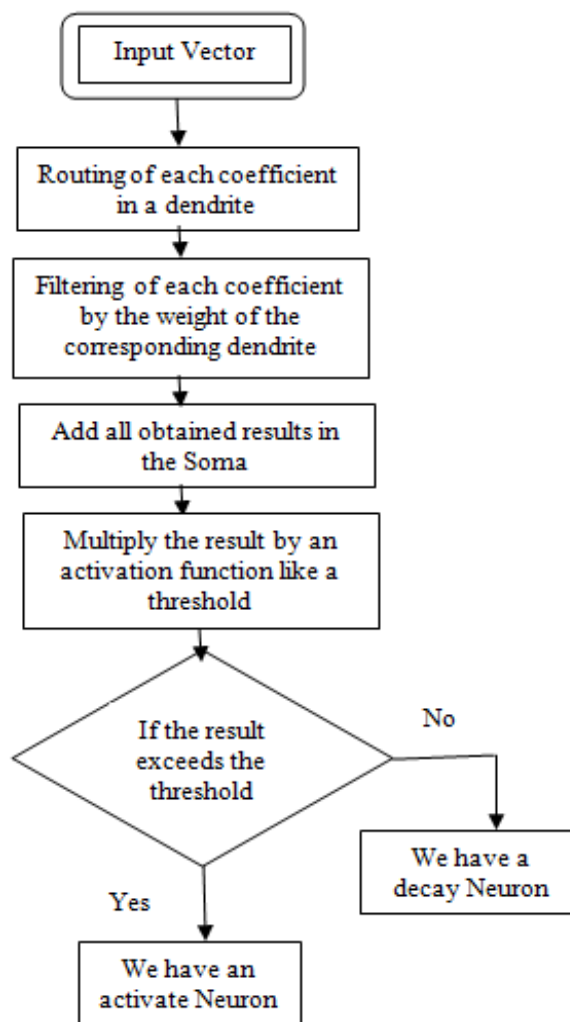 Input Vector
Routing of each coefficient
in a dendrite
Filtering of each coefficient
by the weight of the
corresponding dendrite
Add all obtained results in
the Soma
Multiply the result by an
activation function like a
threshold
If the result
exceeds the
threshold
No
We have a
decay Neuron
Yes
We have an
activate Neuron